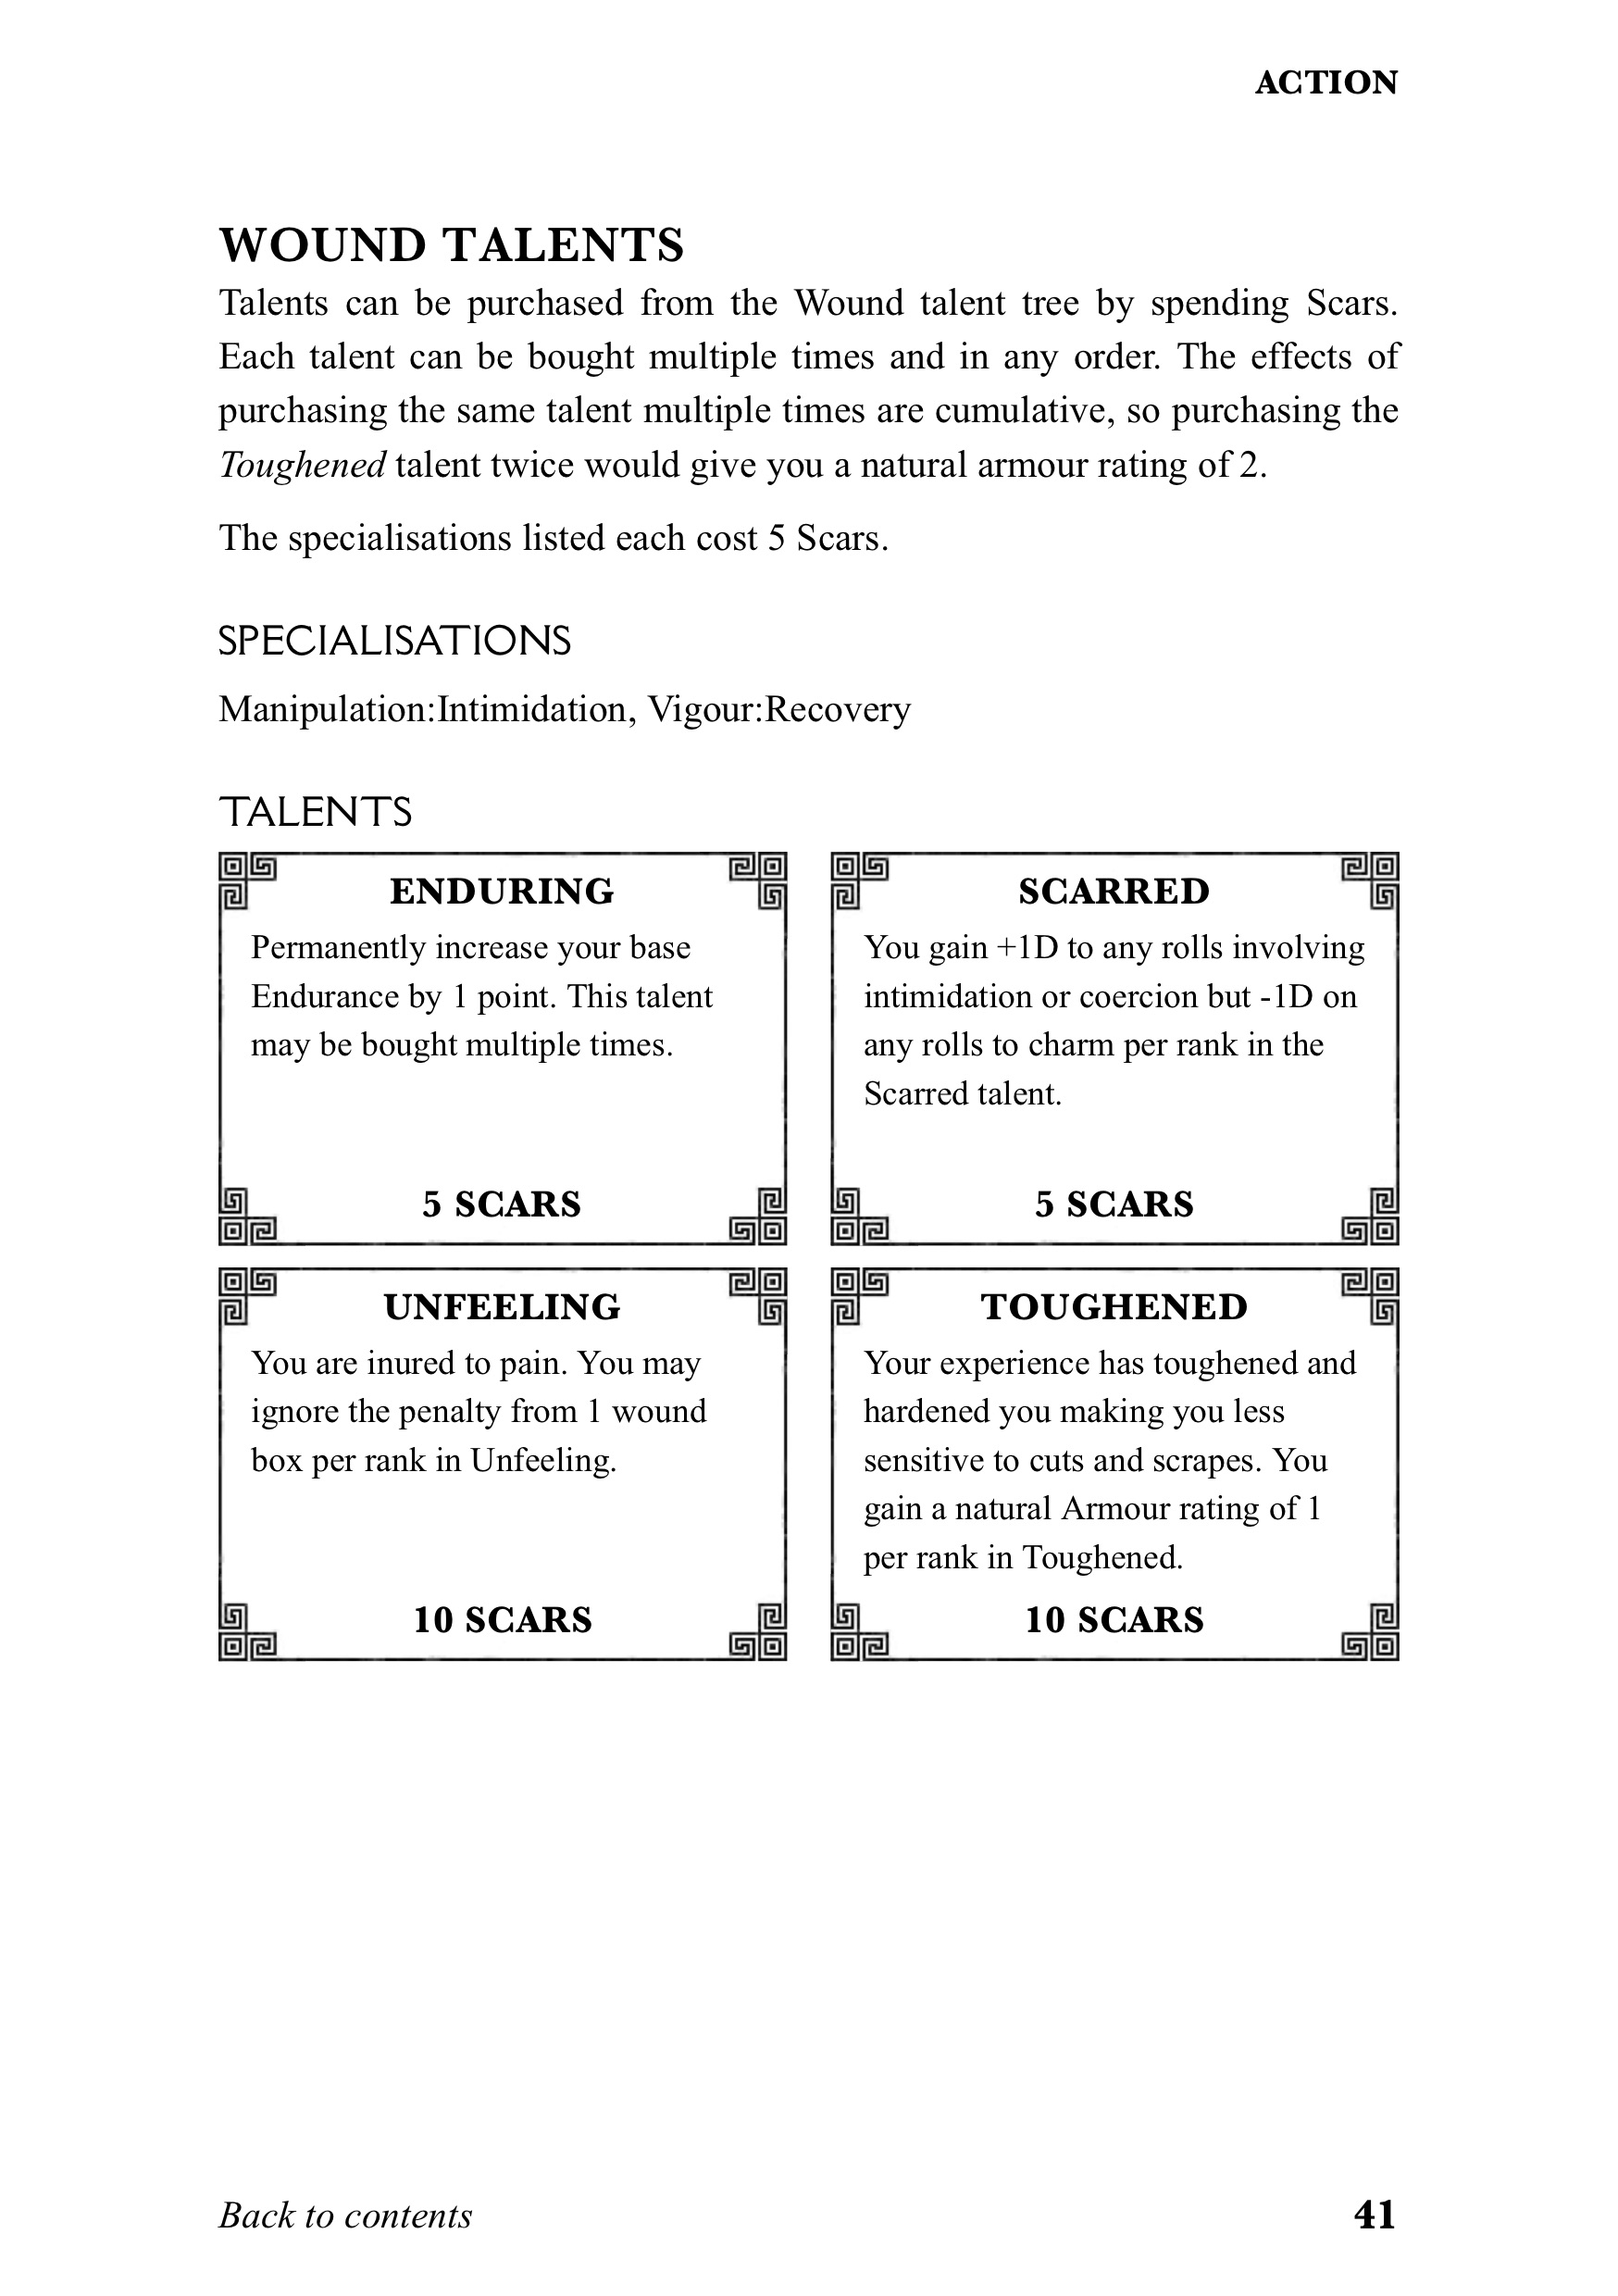 ACTION
WOUND TALENTS
Talents can be purchased from the Wound talent tree by spending Scars.
Each talent can be bought multiple times and in any order. The effects of
purchasing the same talent multiple times are cumulative, so purchasing the
Toughened talent twice would give you a natural armour rating of 2.
The specialisations listed each cost 5 Scars.
SPECIALISATIONS
Manipulation:Intimidation, Vigour:Recovery
TALENTS
ENDURING
Permanently increase your base
Endurance by 1 point. This talent
may be bought multiple times.
5 SCARS
SCARRED
You gain +1D to any rolls involving
intimidation or coercion but -1D on
any rolls to charm per rank in the
Scarred talent.
5 SCARS
UNFEELING
You are inured to pain. You may
ignore the penalty from 1 wound
box per rank in Unfeeling.
10 SCARS
TOUGHENED
Your experience has toughened and
hardened you making you less
sensitive to cuts and scrapes. You
gain a natural Armour rating of 1
per rank in Toughened.
10 SCARS
Back to contents
41